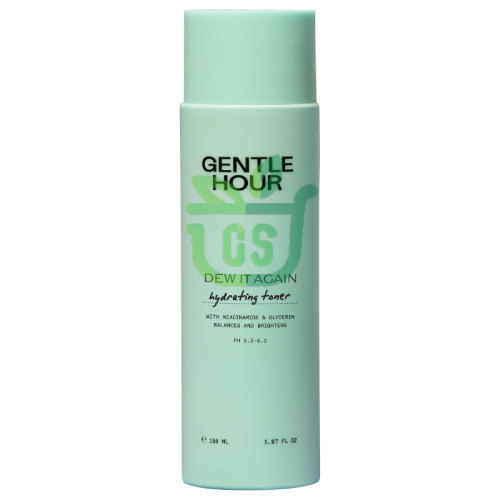 GENTLE
HOUR
GS
DEW IT AGAIN
hydrating toner
WITH NIACINAMIDE & GLYCERIN
BALANCES AND BRIGHTENS
PH 5.3-6.3
℮ 150 ML 5.07 FL OZ